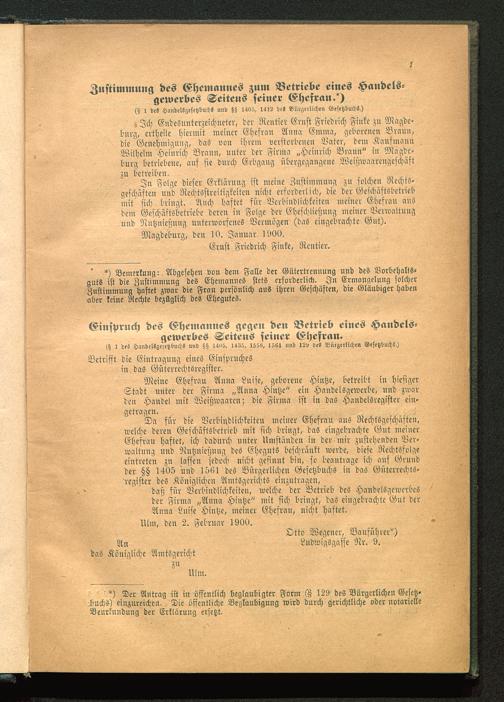 1
Zustimmung des Ehemannes zum Betriebe eines Handels-
gewerbes Seitens seiner Ehefrau.*)
(§ 1 des Handelsgesetzbuchs und §§ 1405, 1412 des Bürgerlichen Gesetzbuchs.)
Ich Endesunterzeichneter, der Rentier Ernst Friedrich Finke zu Magde-
burg, ertheile hiermit meiner Ehefrau Anna Emma, geborenen Braun,
die Genehmigung, das von ihrem verstorbenen Vater, dem Kaufmann
Wilhelm Heinrich Braun, unter der Firma „Heinrich Braun" in Magde-
burg betriebene, auf sie durch Erbgang übergegangene Weißwaarengeschäft
zu betreiben.
In Folge dieser Erklärung ist meine Zustimmung zu solchen Rechts-
geschäften und Rechtsstreitigkeiten nicht erforderlich, die der Geschäftsbetrieb
mit sich bringt. Auch haftet für Verbindlichkeiten meiner Ehefrau aus
dem Geschäftsbetriebe deren in Folge der Eheschließung meiner Verwaltung
und Nutznießung unterworfenes Vermögen (das eingebrachte Gut).
Magdeburg, den 10. Januar 1900.
Ernst Friedrich Finke, Rentier.
*) Bemerkung: Abgesehen von dem Falle der Gütertrennung und des Vorbehalts-
guts ist die Zustimmung des Ehemannes stets erforderlich. In Ermangelung solcher
Zustimmung haftet zwar die Frau persönlich aus ihren Geschäften, die Gläubiger haben
aber keine Rechte bezüglich des Ehegutes.
Einspruch des Ehemannes gegen den Betrieb eines Handels-
gewerbes Seitens seiner Ehefrau.
(§ 1 des Handelsgesetzbuchs und §§ 1405, 1435, 1558, 1561 und 129 des Bürgerlichen Gesetzbuchs.)
Betrifft die Eintragung eines Einspruches
in das Güterrechtsregister.
Meine Ehefrau Anna Luise, geborene Hintze, betreibt in hiesiger
Stadt unter der Firma „Anna Hintze" ein Handelsgewerbe, und zwar
den Handel mit Weißwaaren; die Firma ist in das Handelsregister ein-
getragen.
Da für die Verbindlichkeiten meiner Ehefrau aus Rechtsgeschäften,
welche deren Geschäftsbetrieb mit sich bringt, das eingebrachte Gut meiner
Ehefrau haftet, ich dadurch unter Umständen in der mir zustehenden Ver-
waltung und Nutznießung des Eheguts beschränkt werde, diese Rechtsfolge
eintreten zu lassen jedoch nicht gesinnt bin, so beantrage ich auf Grund
der §§ 1405 und 1561 des Bürgerlichen Gesetzbuchs in das Güterrechts-
register des Königlichen Amtsgerichts einzutragen,
daß für Verbindlichkeiten, welche der Betrieb des Handelsgewerbes
der Firma „Anna Hintze" mit sich bringt, das eingebrachte Gut der
Anna Luise Hintze, meiner Ehefrau, nicht haftet.
Ulm, den 2. Februar 1900.
Otto Wegener, Bauführer*)
Ludwigsgasse Nr. 9.
An
das Königliche Amtsgericht
zu
Ulm.
*) Der Antrag ist in öffentlich beglaubigter Form (§ 129 des Bürgerlichen Gesetz-
buchs) einzureichen. Die öffentliche Beglaubigung wird durch gerichtliche oder notarielle
Beurkundung der Erklärung ersetzt.